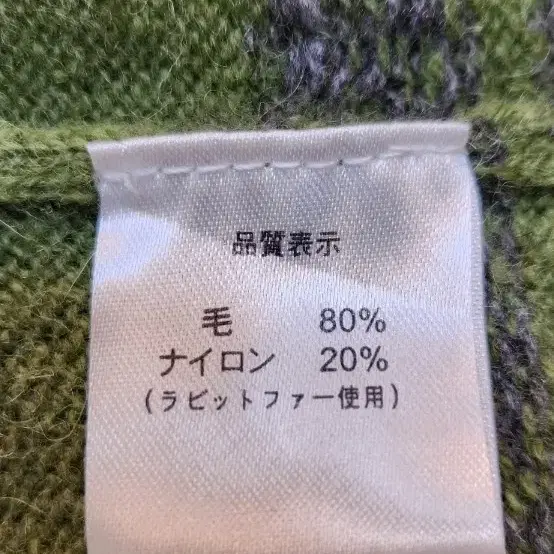 品質表示
毛 80%
ナイロン 20%
(ラビットファー使用)